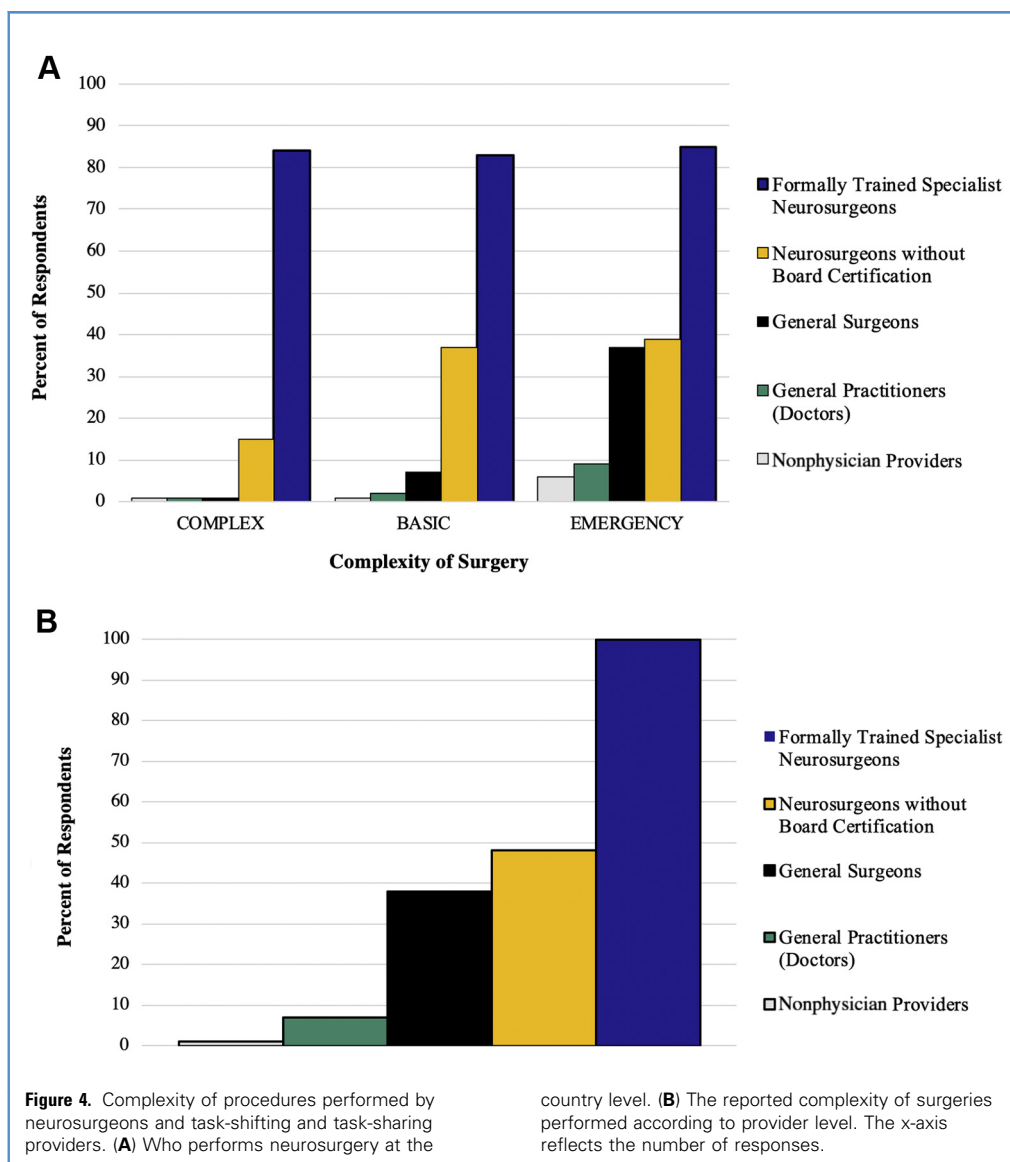 A
100
90
80
70
60
50
40
30
20
10
0
Percent of Respondents
COMPLEX BASIC EMERGENCY
Complexity of Surgery
Formally Trained Specialist
Neurosurgeons
Neurosurgeons without
Board Certification
General Surgeons
General Practitioners
(Doctors)
Nonphysician Providers
B
100
90
80
70
60
50
40
30
20
10
0
Percent of Respondents
Formally Trained Specialist
Neurosurgeons
Neurosurgeons without
Board Certification
General Surgeons
General Practitioners
(Doctors)
Nonphysician Providers
Figure 4. Complexity of procedures performed by
neurosurgeons and task-shifting and task-sharing
providers. (A) Who performs neurosurgery at the
country level. (B) The reported complexity of surgeries
performed according to provider level. The x-axis
reflects the number of responses.